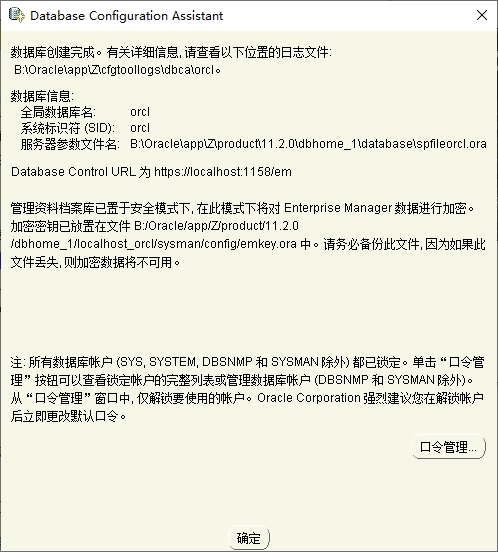 Database Configuration Assistant
数据库创建完成。有关详细信息, 请查看以下位置的日志文件:
B:\Oracle\app\Z\cfgtoollogs\dbca\orcl。
数据库信息:
全局数据库名: orcl
系统标识符 (SID): orcl
服务器参数文件名: B:\Oracle\app\Z\product\11.2.0\dbhome_1\database\spfileorcl.ora
Database Control URL 为 https://localhost:1158/em
管理资料档案库已置于安全模式下, 在此模式下将对 Enterprise Manager 数据进行加密。
加密密钥已放置在文件 B:/Oracle/app/Z/product/11.2.0
/dbhome_1/localhost_orcl/sysman/config/emkey.ora 中。请务必备份此文件, 因为如果此
文件丢失, 则加密数据将不可用。
注: 所有数据库帐户 (SYS, SYSTEM, DBSNMP 和 SYSMAN 除外) 都已锁定。单击“口令管
理”按钮可以查看锁定帐户的完整列表或管理数据库帐户 (DBSNMP 和 SYSMAN 除外)。
从“口令管理”窗口中, 仅解锁要使用的帐户。Oracle Corporation 强烈建议您在解锁帐户
后立即更改默认口令。
口令管理...
确定